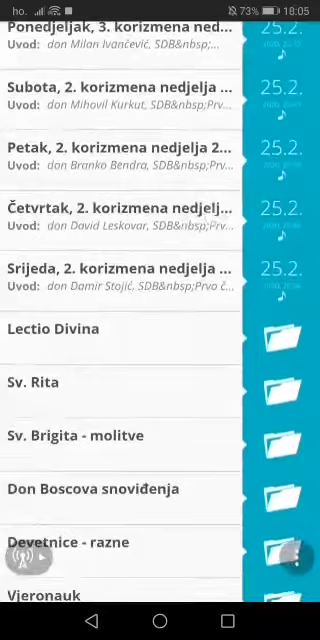 ho. 73% 18:05
Ponedjeljak, 3. korizmena ned... 25.2.
Uvod: don Milan Ivančević, SDB&nbsp;...
Subota, 2. korizmena nedjelja ... 25.2.
Uvod: don Mihovil Kurkut, SDB&nbsp;Prv...
Petak, 2. korizmena nedjelja 2... 25.2.
Uvod: don Branko Bendra, SDB&nbsp;Prv...
Četvrtak, 2. korizmena nedjelj... 25.2.
Uvod: don David Leskovar, SDB&nbsp;Prv...
Srijeda, 2. korizmena nedjelja ... 25.2.
Uvod: don Damir Stojić, SDB&nbsp;Prvo č...
Lectio Divina
Sv. Rita
Sv. Brigita - molitve
Don Boscova snoviđenja
Devetnice - razne
Vjeronauk